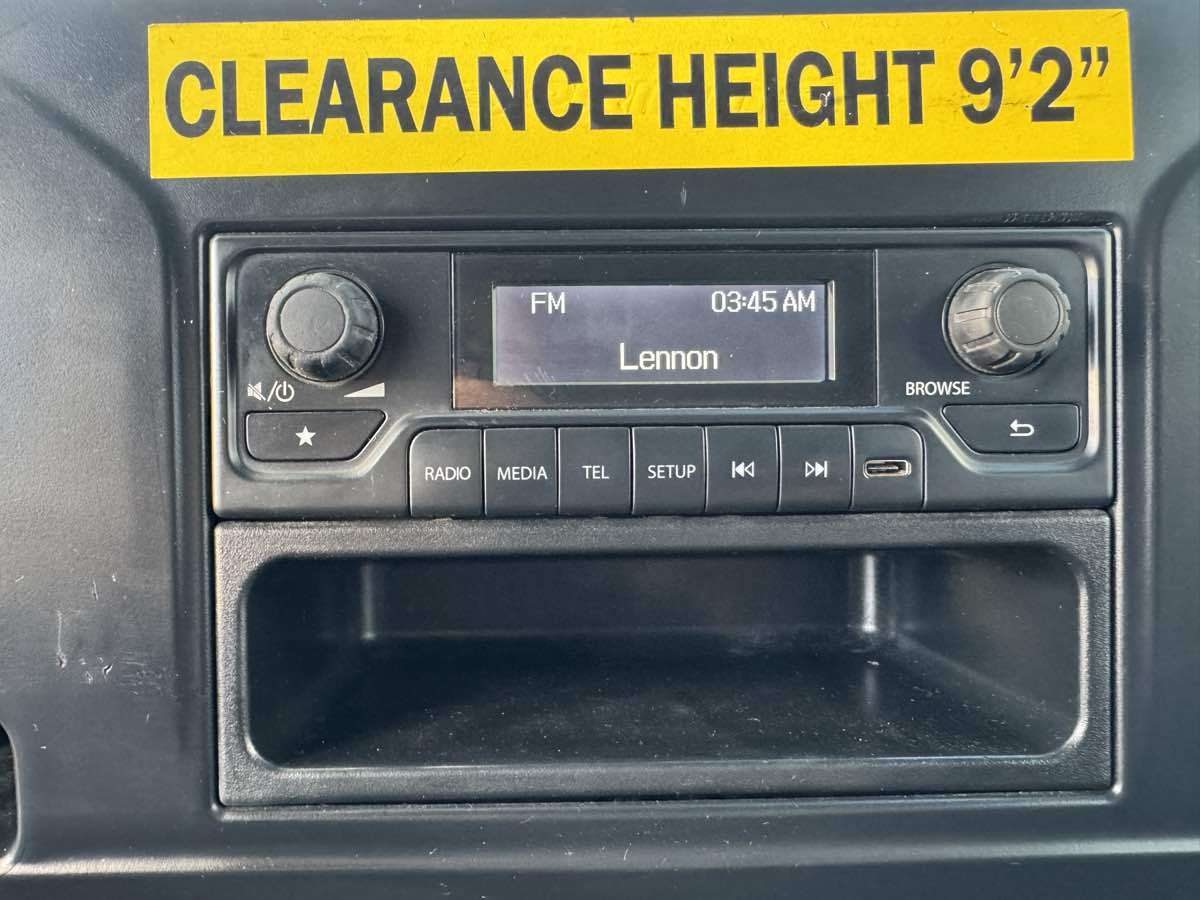 CLEARANCE HEIGHT 9’2”
FM 03:45 AM
Lennon
BROWSE
RADIO MEDIA TEL SETUP